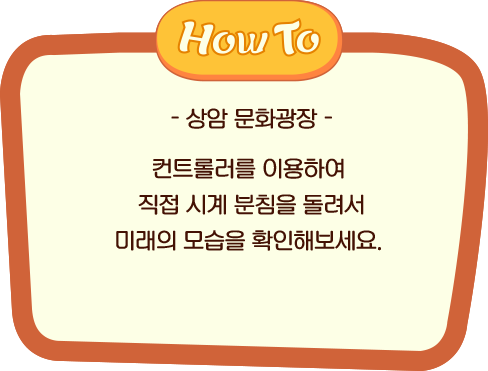 How To
- 상암 문화광장 -
컨트롤러를 이용하여
직접 시계 분침을 돌려서
미래의 모습을 확인해보세요.